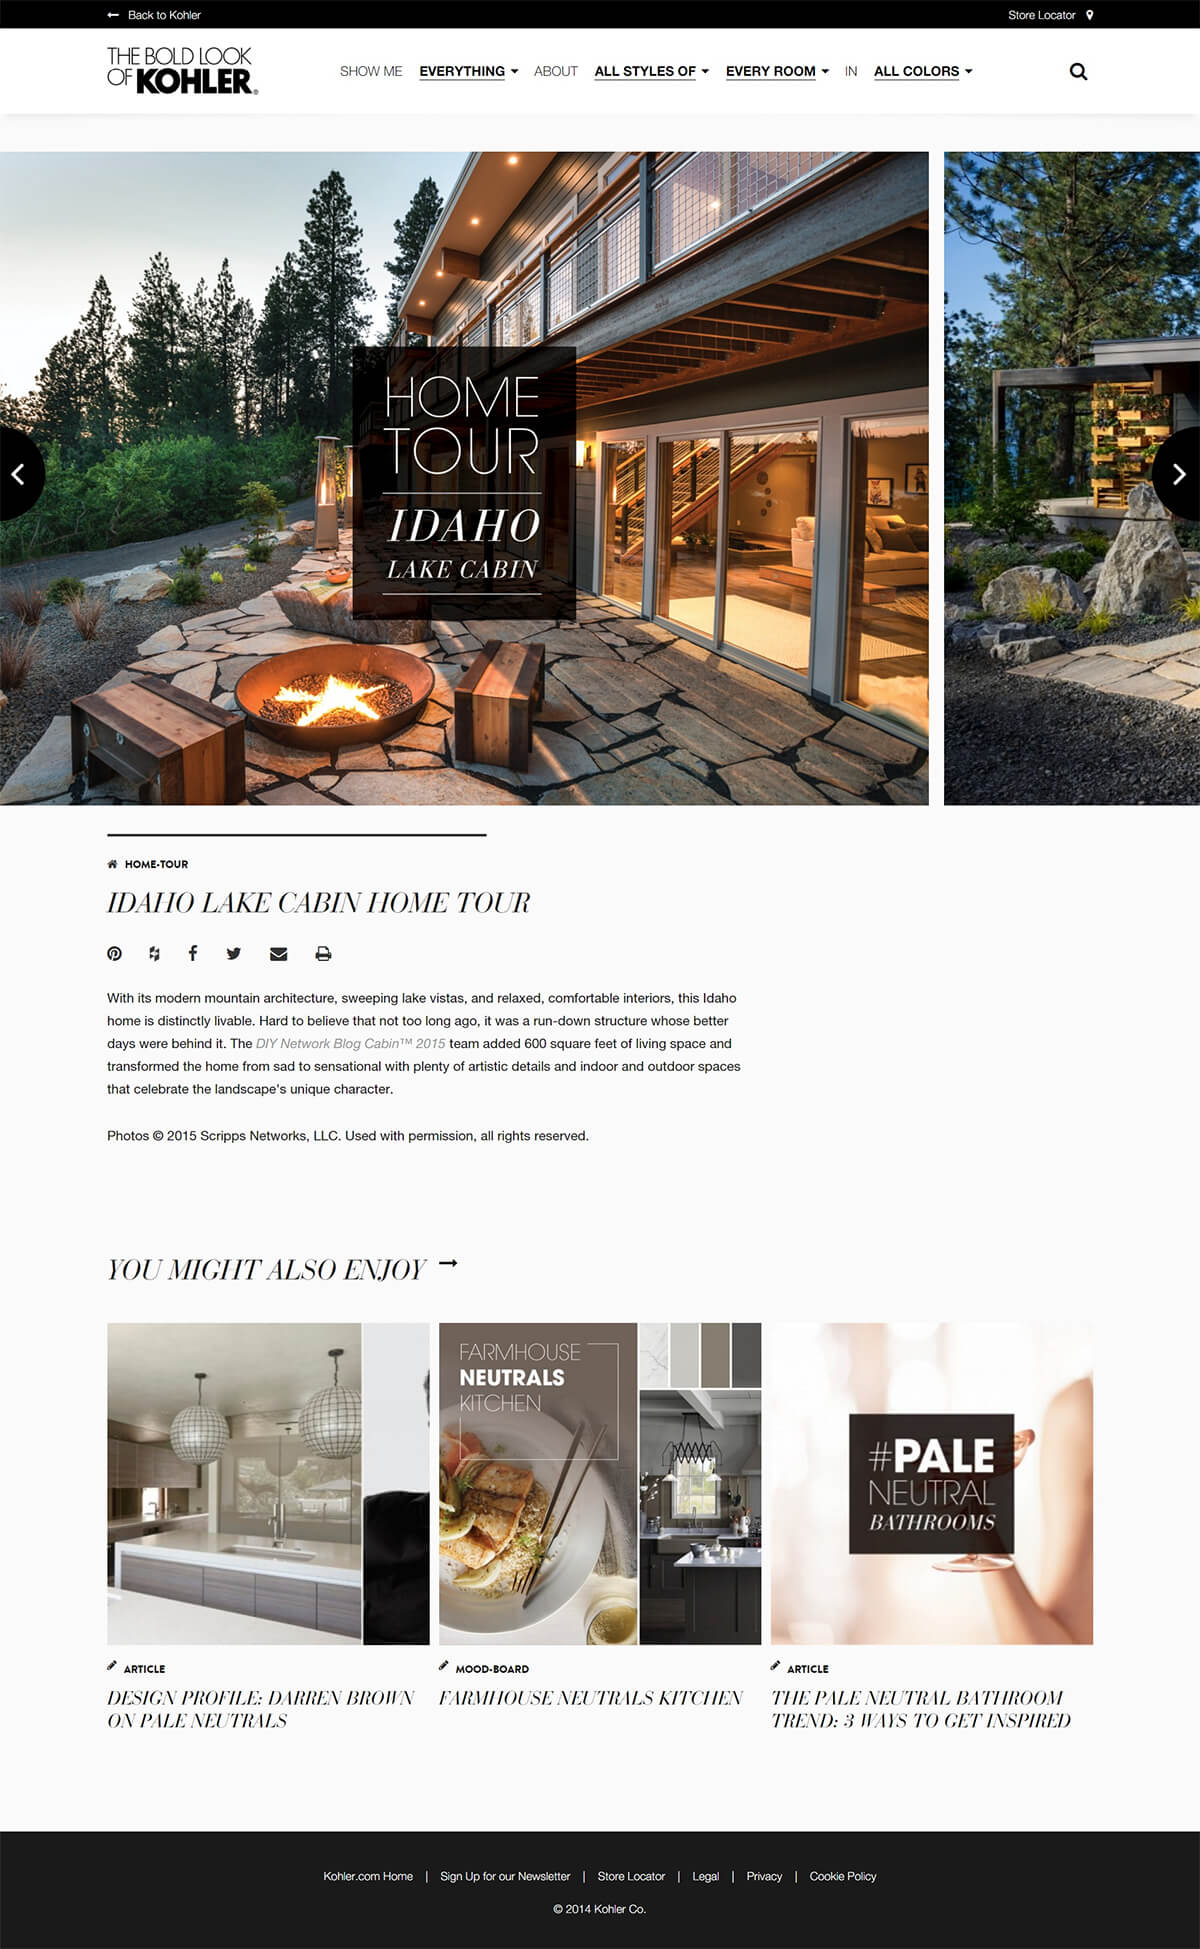 Back to Kohler
Store Locator
THE BOLD LOOK
OF KOHLER®
SHOW ME EVERYTHING ABOUT ALL STYLES OF EVERY ROOM IN ALL COLORS
HOME
TOUR
IDAHO
LAKE CABIN
HOME-TOUR
IDAHO LAKE CABIN HOME TOUR
With its modern mountain architecture, sweeping lake vistas, and relaxed, comfortable interiors, this Idaho
home is distinctly livable. Hard to believe that not too long ago, it was a run-down structure whose better
days were behind it. The DIY Network Blog Cabin™ 2015 team added 600 square feet of living space and
transformed the home from sad to sensational with plenty of artistic details and indoor and outdoor spaces
that celebrate the landscape's unique character.
Photos © 2015 Scripps Networks, LLC. Used with permission, all rights reserved.
YOU MIGHT ALSO ENJOY
FARMHOUSE
NEUTRALS
KITCHEN
#PALE
NEUTRAL
BATHROOMS
ARTICLE
DESIGN PROFILE: DARREN BROWN
ON PALE NEUTRALS
MOOD-BOARD
FARMHOUSE NEUTRALS KITCHEN
ARTICLE
THE PALE NEUTRAL BATHROOM
TREND: 3 WAYS TO GET INSPIRED
Kohler.com Home | Sign Up for our Newsletter | Store Locator | Legal | Privacy | Cookie Policy
© 2014 Kohler Co.